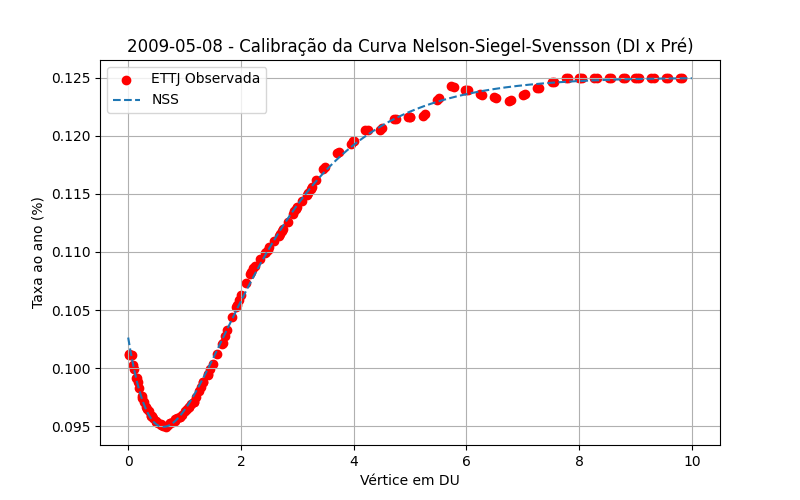 2009-05-08 - Calibração da Curva Nelson-Siegel-Svensson (DI x Pré)
ETTJ Observada
NSS
Taxa ao ano (%)
0.125
0.120
0.115
0.110
0.105
0.100
0.095
0 2 4 6 8 10
Vértice em DU